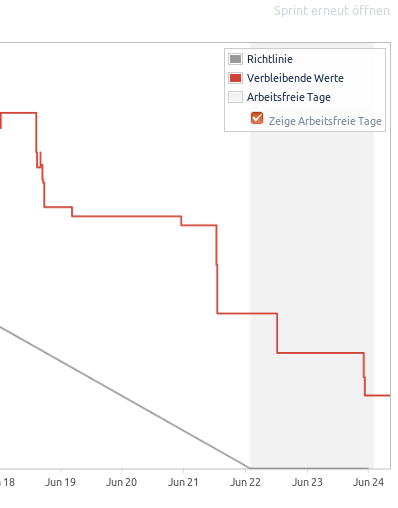 Sprint erneut öffnen
Richtlinie
Verbleibende Werte
Arbeitsfreie Tage
Zeige Arbeitsfreie Tage
18 Jun 19 Jun 20 Jun 21 Jun 22 Jun 23 Jun 24